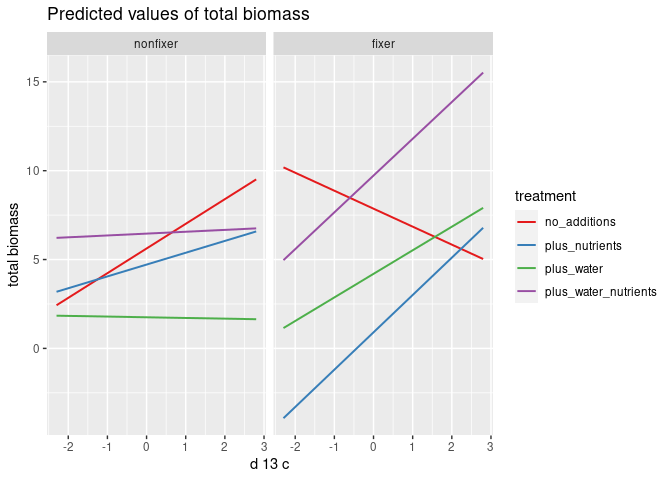 Predicted values of total biomass
nonfixer
fixer
15
10
5
0
total biomass
-2 -1 0 1 2 3
-2 -1 0 1 2 3
d 13 c
treatment
no_additions
plus_nutrients
plus_water
plus_water_nutrients